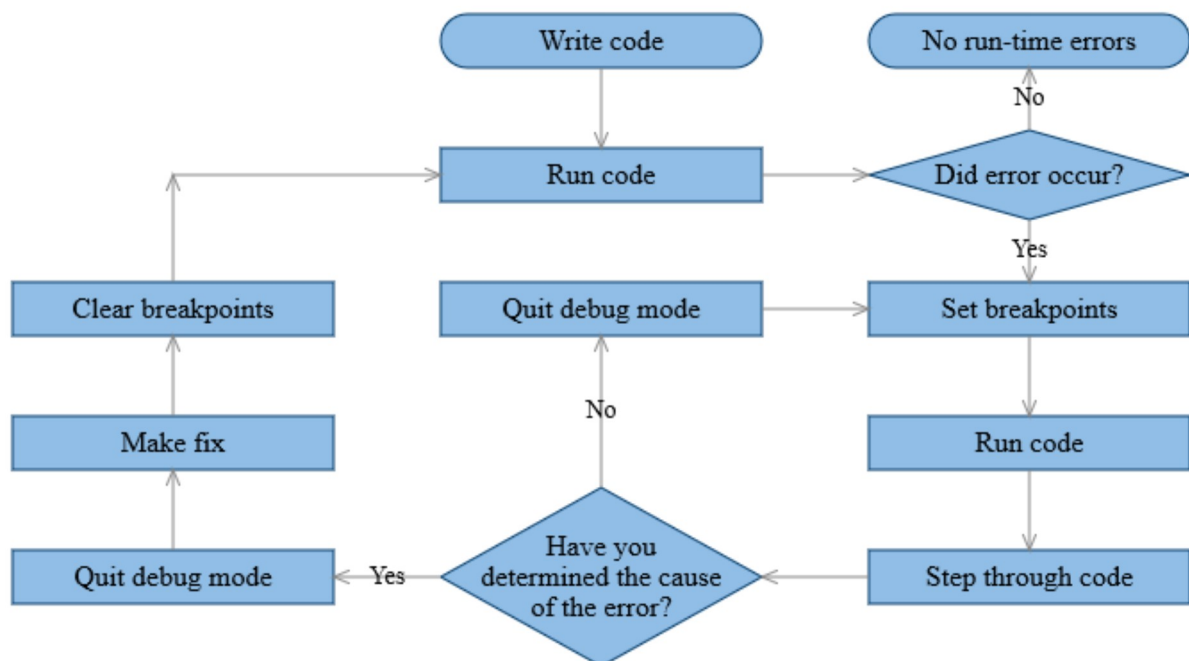 Write code
No run-time errors
No
Run code
Did error occur?
Yes
Clear breakpoints
Quit debug mode
Set breakpoints
No
Make fix
Run code
Have you
determined the cause
of the error?
Quit debug mode
Yes
Step through code